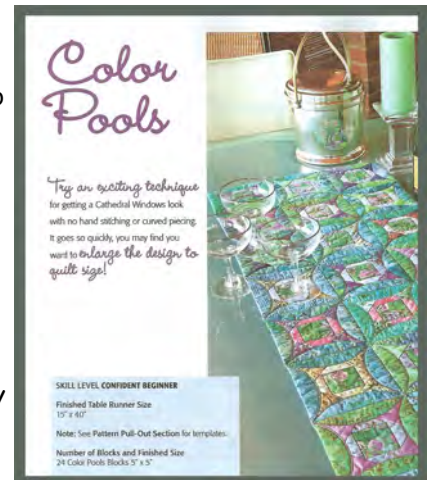 Color
Pools
Try an exciting technique
for getting a Cathedral Windows look
with no hand stitching or curved piecing.
It goes so quickly, you may find you
want to enlarge the design to
quilt size!
SKILL LEVEL CONFIDENT BEGINNER
Finished Table Runner Size
15" x 40"
Note: See Pattern Pull-Out Section for templates.
Number of Blocks and Finished Size
24 Color Pools Blocks 5" x 5"